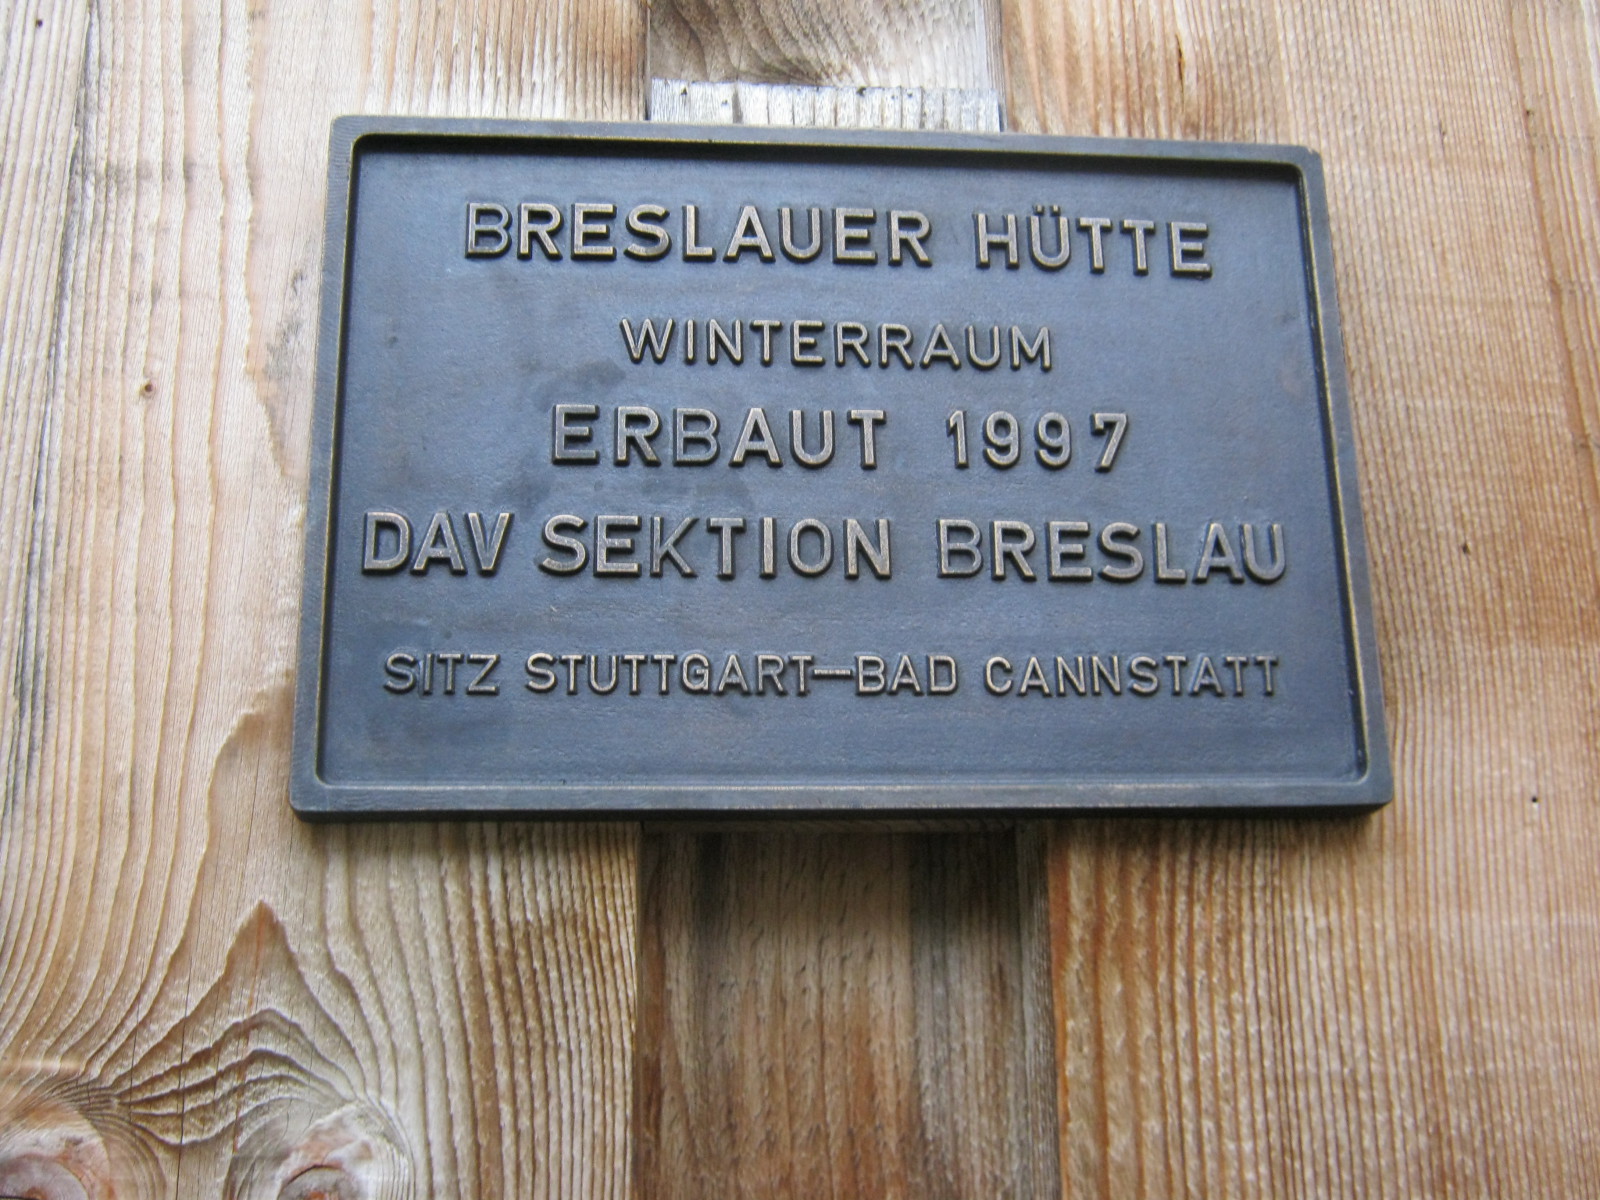 BRESLAUER HÜTTE
WINTERRAUM
ERBAUT 1997
DAV SEKTION BRESLAU
SITZ STUTTGART—BAD CANNSTATT